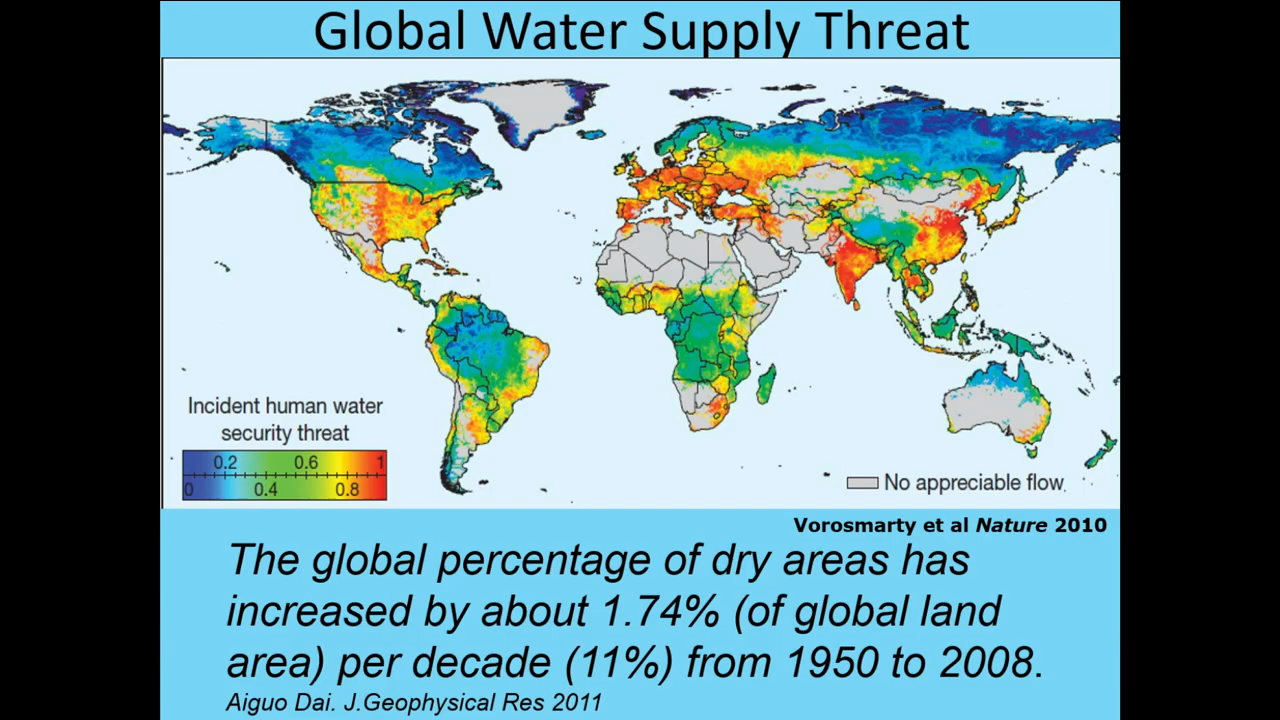 Global Water Supply Threat
Incident human water
security threat
0.2 0.6 1
0 0.4 0.8
No appreciable flow
Vorosmarty et al Nature 2010
The global percentage of dry areas has
increased by about 1.74% (of global land
area) per decade (11%) from 1950 to 2008.
Aiguo Dai. J.Geophysical Res 2011